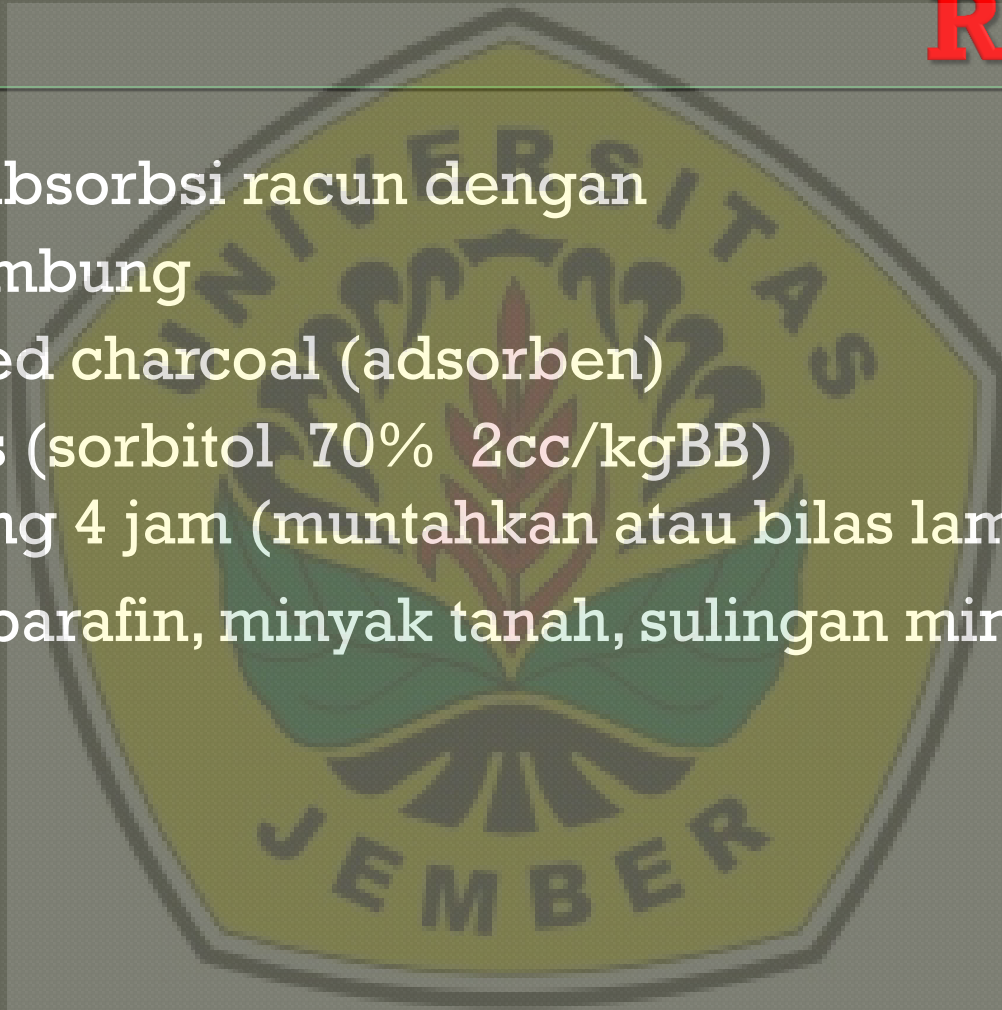 R
bsorbsi racun dengan
mbung
ed charcoal (adsorben)
s (sorbitol 70% 2cc/kgBB)
ng 4 jam (muntahkan atau bilas lam
parafin, minyak tanah, sulingan min
UNIVERSITAS
JEMBER